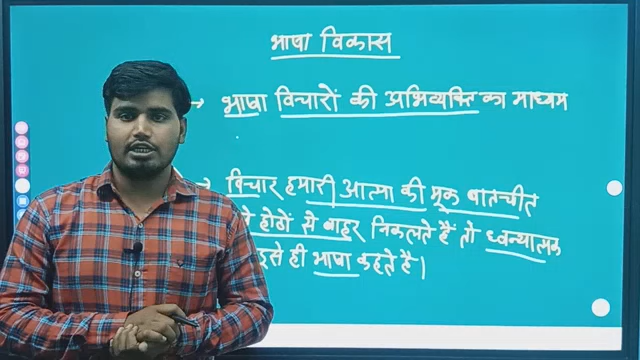 भाषा विकास
→ भाषा विचारों की अभिव्यक्ति का माध्यम
विचार हमारी आत्मा की मूक बातचीत
होठों से बाहर निकलते है तो ध्वन्यात्मक
इसे ही भाषा कहते है।